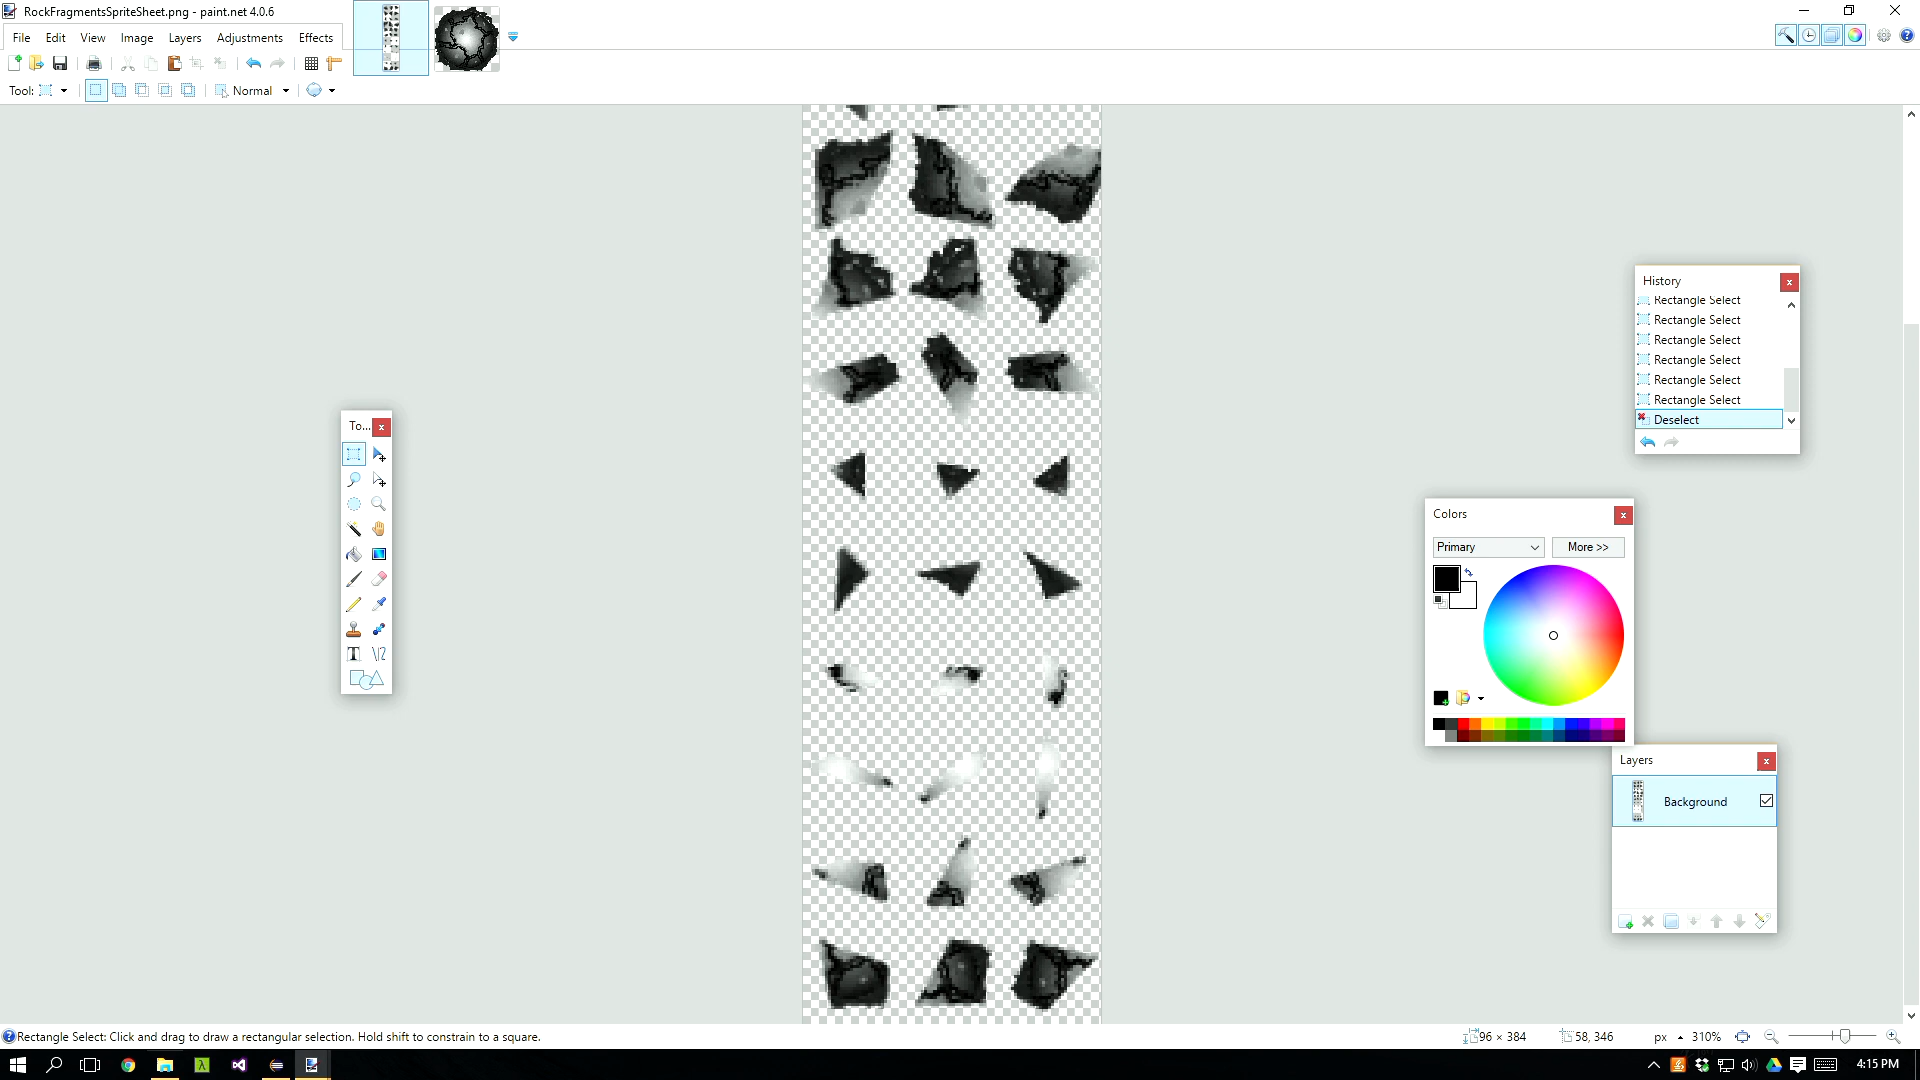 RockFragmentsSpriteSheet.png - paint.net 4.0.6
File Edit View Image Layers Adjustments Effects
Tool: Normal
History
Rectangle Select
Rectangle Select
Rectangle Select
Rectangle Select
Rectangle Select
Rectangle Select
Deselect
To...
Colors
Primary More >>
Layers
Background
Rectangle Select: Click and drag to draw a rectangular selection. Hold shift to constrain to a square.
96 × 384 58, 346 px 310%
4:15 PM